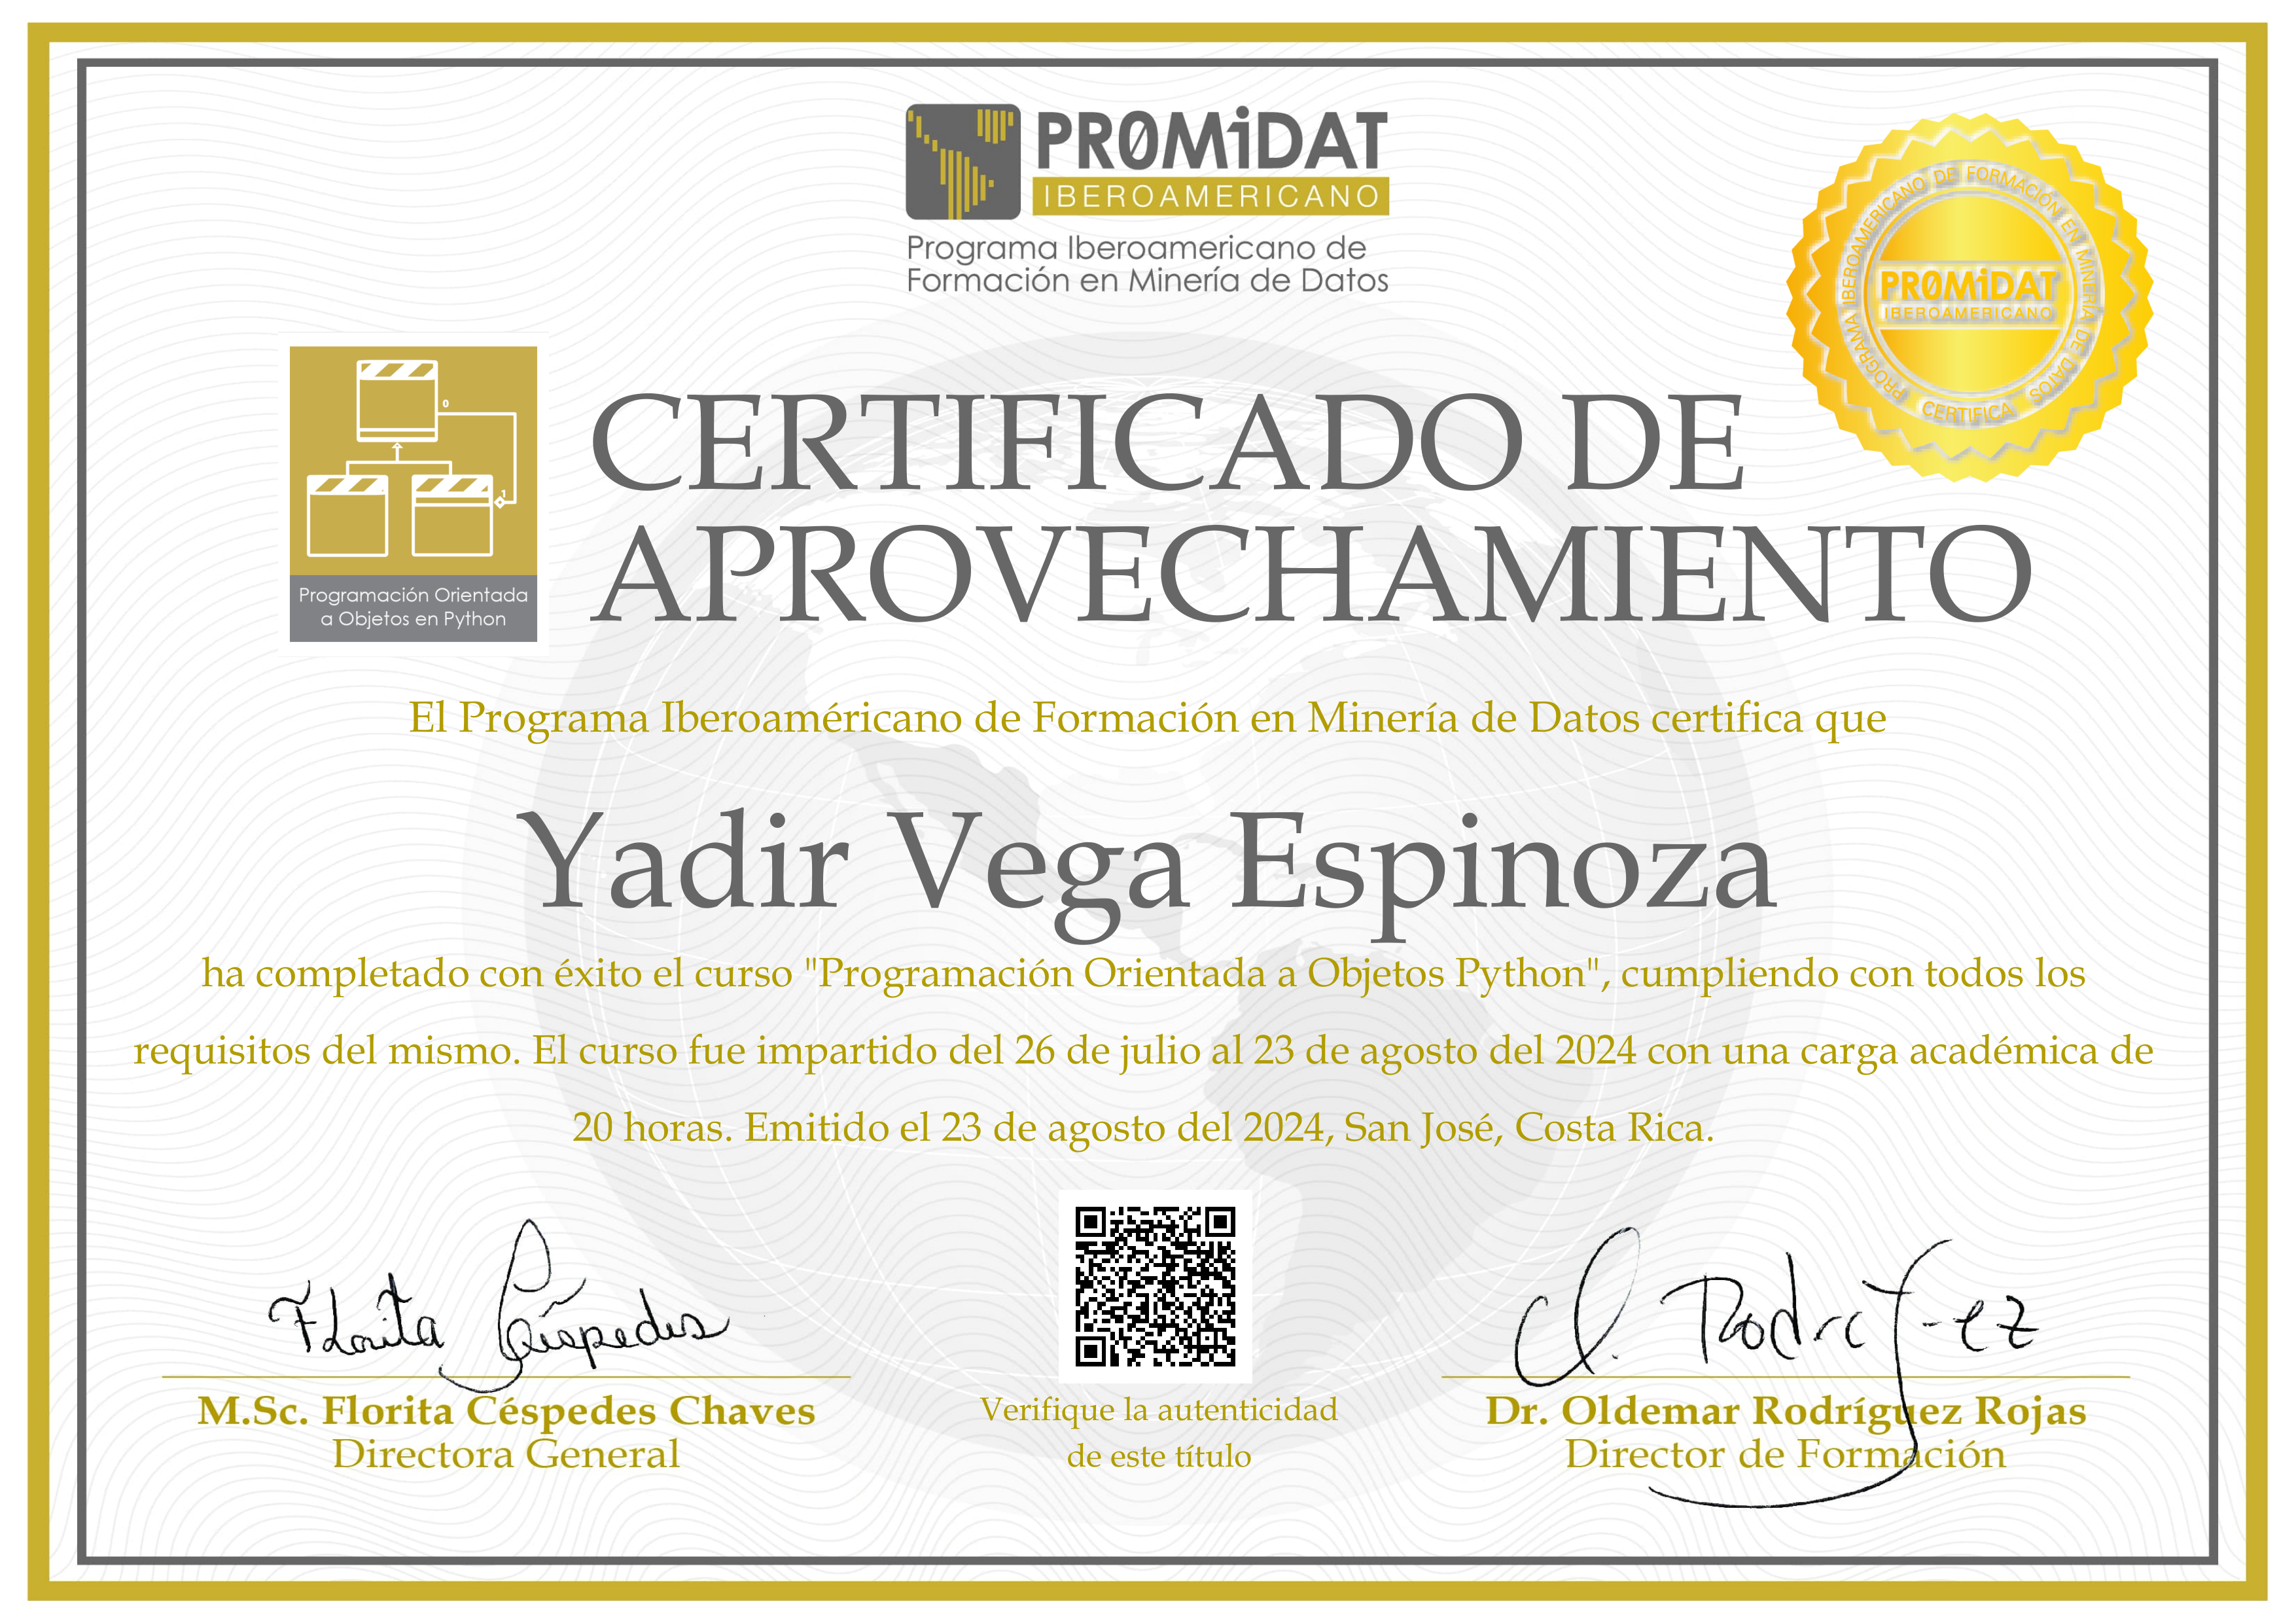 PR0MiDAT
IBEROAMERICANO
Programa Iberoamericano de
Formación en Minería de Datos
PROGRAMA IBEROAMERICANO DE FORMACIÓN EN MINERÍA DE DATOS
PR0MiDAT
IBEROAMERICANO
CERTIFICA
0
1
Programación Orientada
a Objetos en Python
CERTIFICADO DE
APROVECHAMIENTO
El Programa Iberoaméricano de Formación en Minería de Datos certifica que
Yadir Vega Espinoza
ha completado con éxito el curso "Programación Orientada a Objetos Python", cumpliendo con todos los
requisitos del mismo. El curso fue impartido del 26 de julio al 23 de agosto del 2024 con una carga académica de
20 horas. Emitido el 23 de agosto del 2024, San José, Costa Rica.
Florita Céspedes
O. Rodríguez
M.Sc. Florita Céspedes Chaves
Directora General
Verifique la autenticidad
de este título
Dr. Oldemar Rodríguez Rojas
Director de Formación